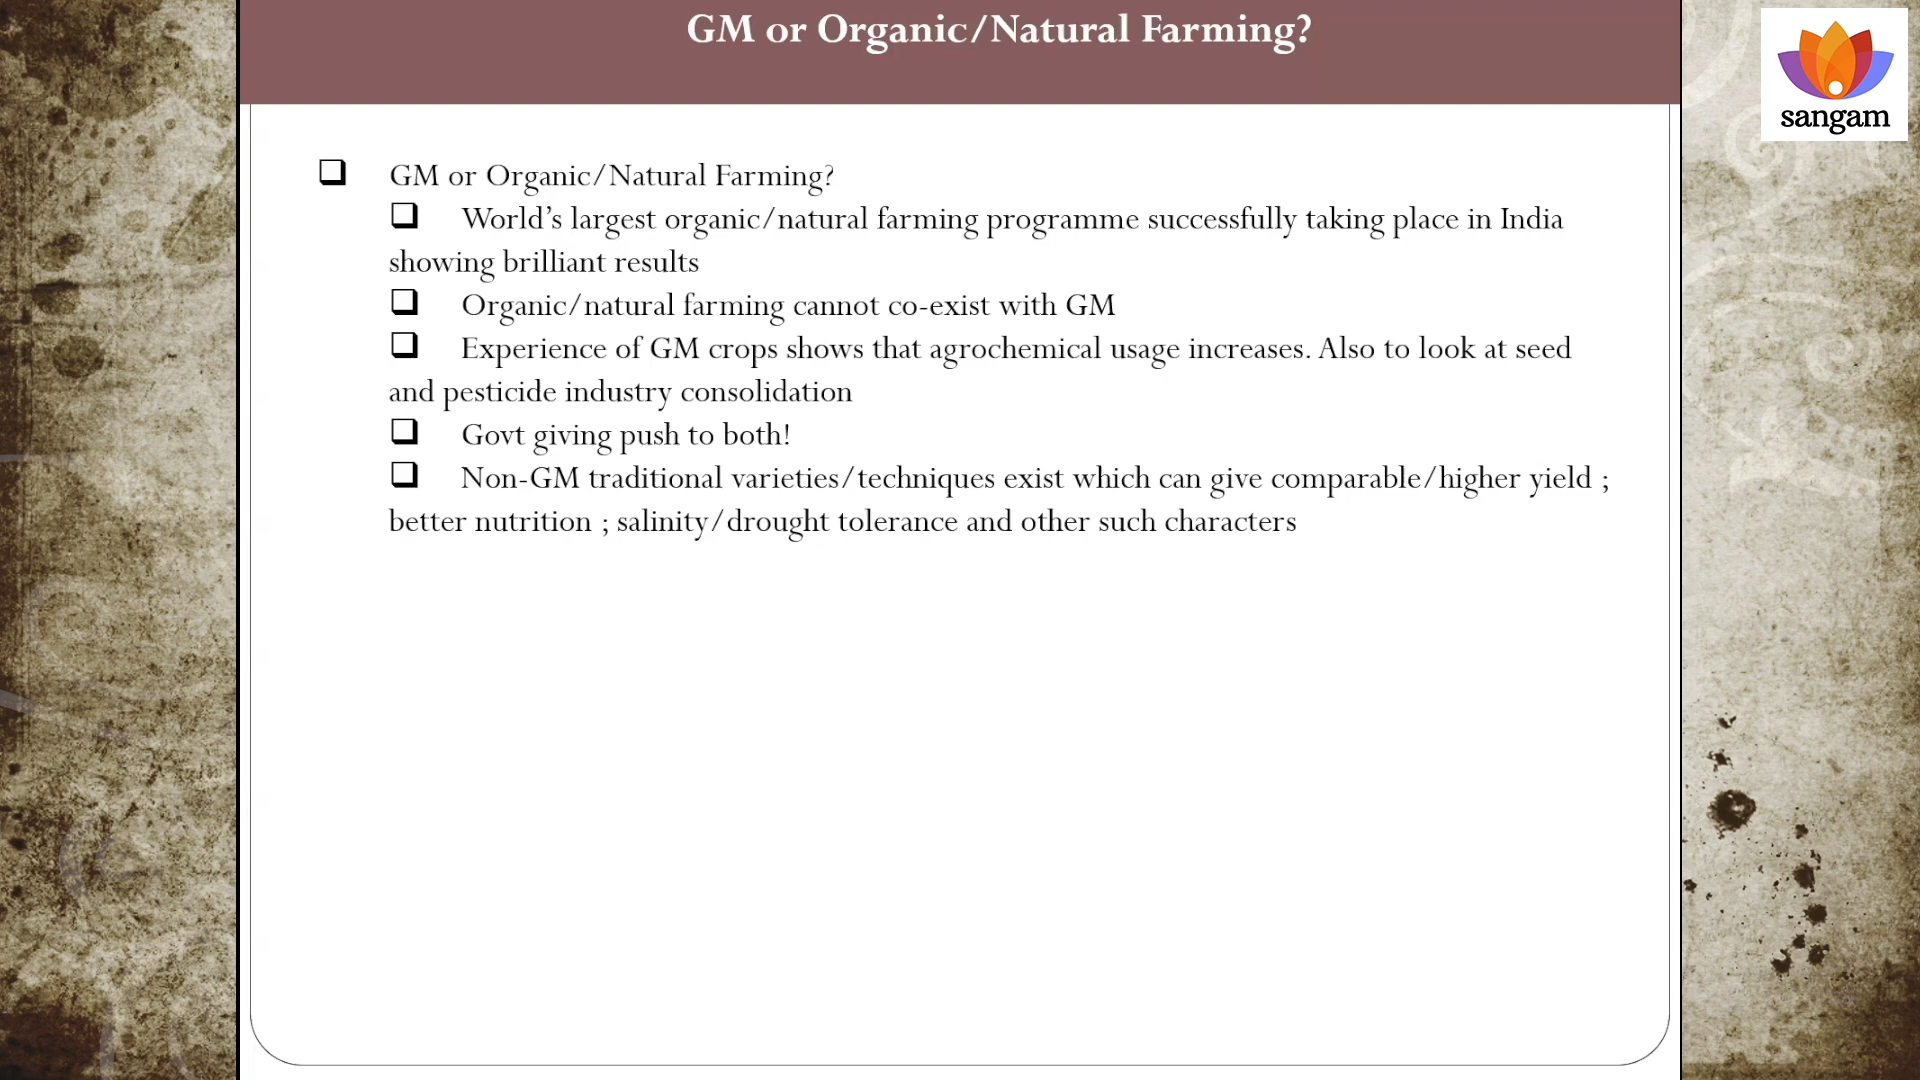 GM or Organic/Natural Farming?
sangam
GM or Organic/Natural Farming?
World’s largest organic/natural farming programme successfully taking place in India
showing brilliant results
Organic/natural farming cannot co-exist with GM
Experience of GM crops shows that agrochemical usage increases. Also to look at seed
and pesticide industry consolidation
Govt giving push to both!
Non-GM traditional varieties/techniques exist which can give comparable/higher yield ;
better nutrition ; salinity/drought tolerance and other such characters